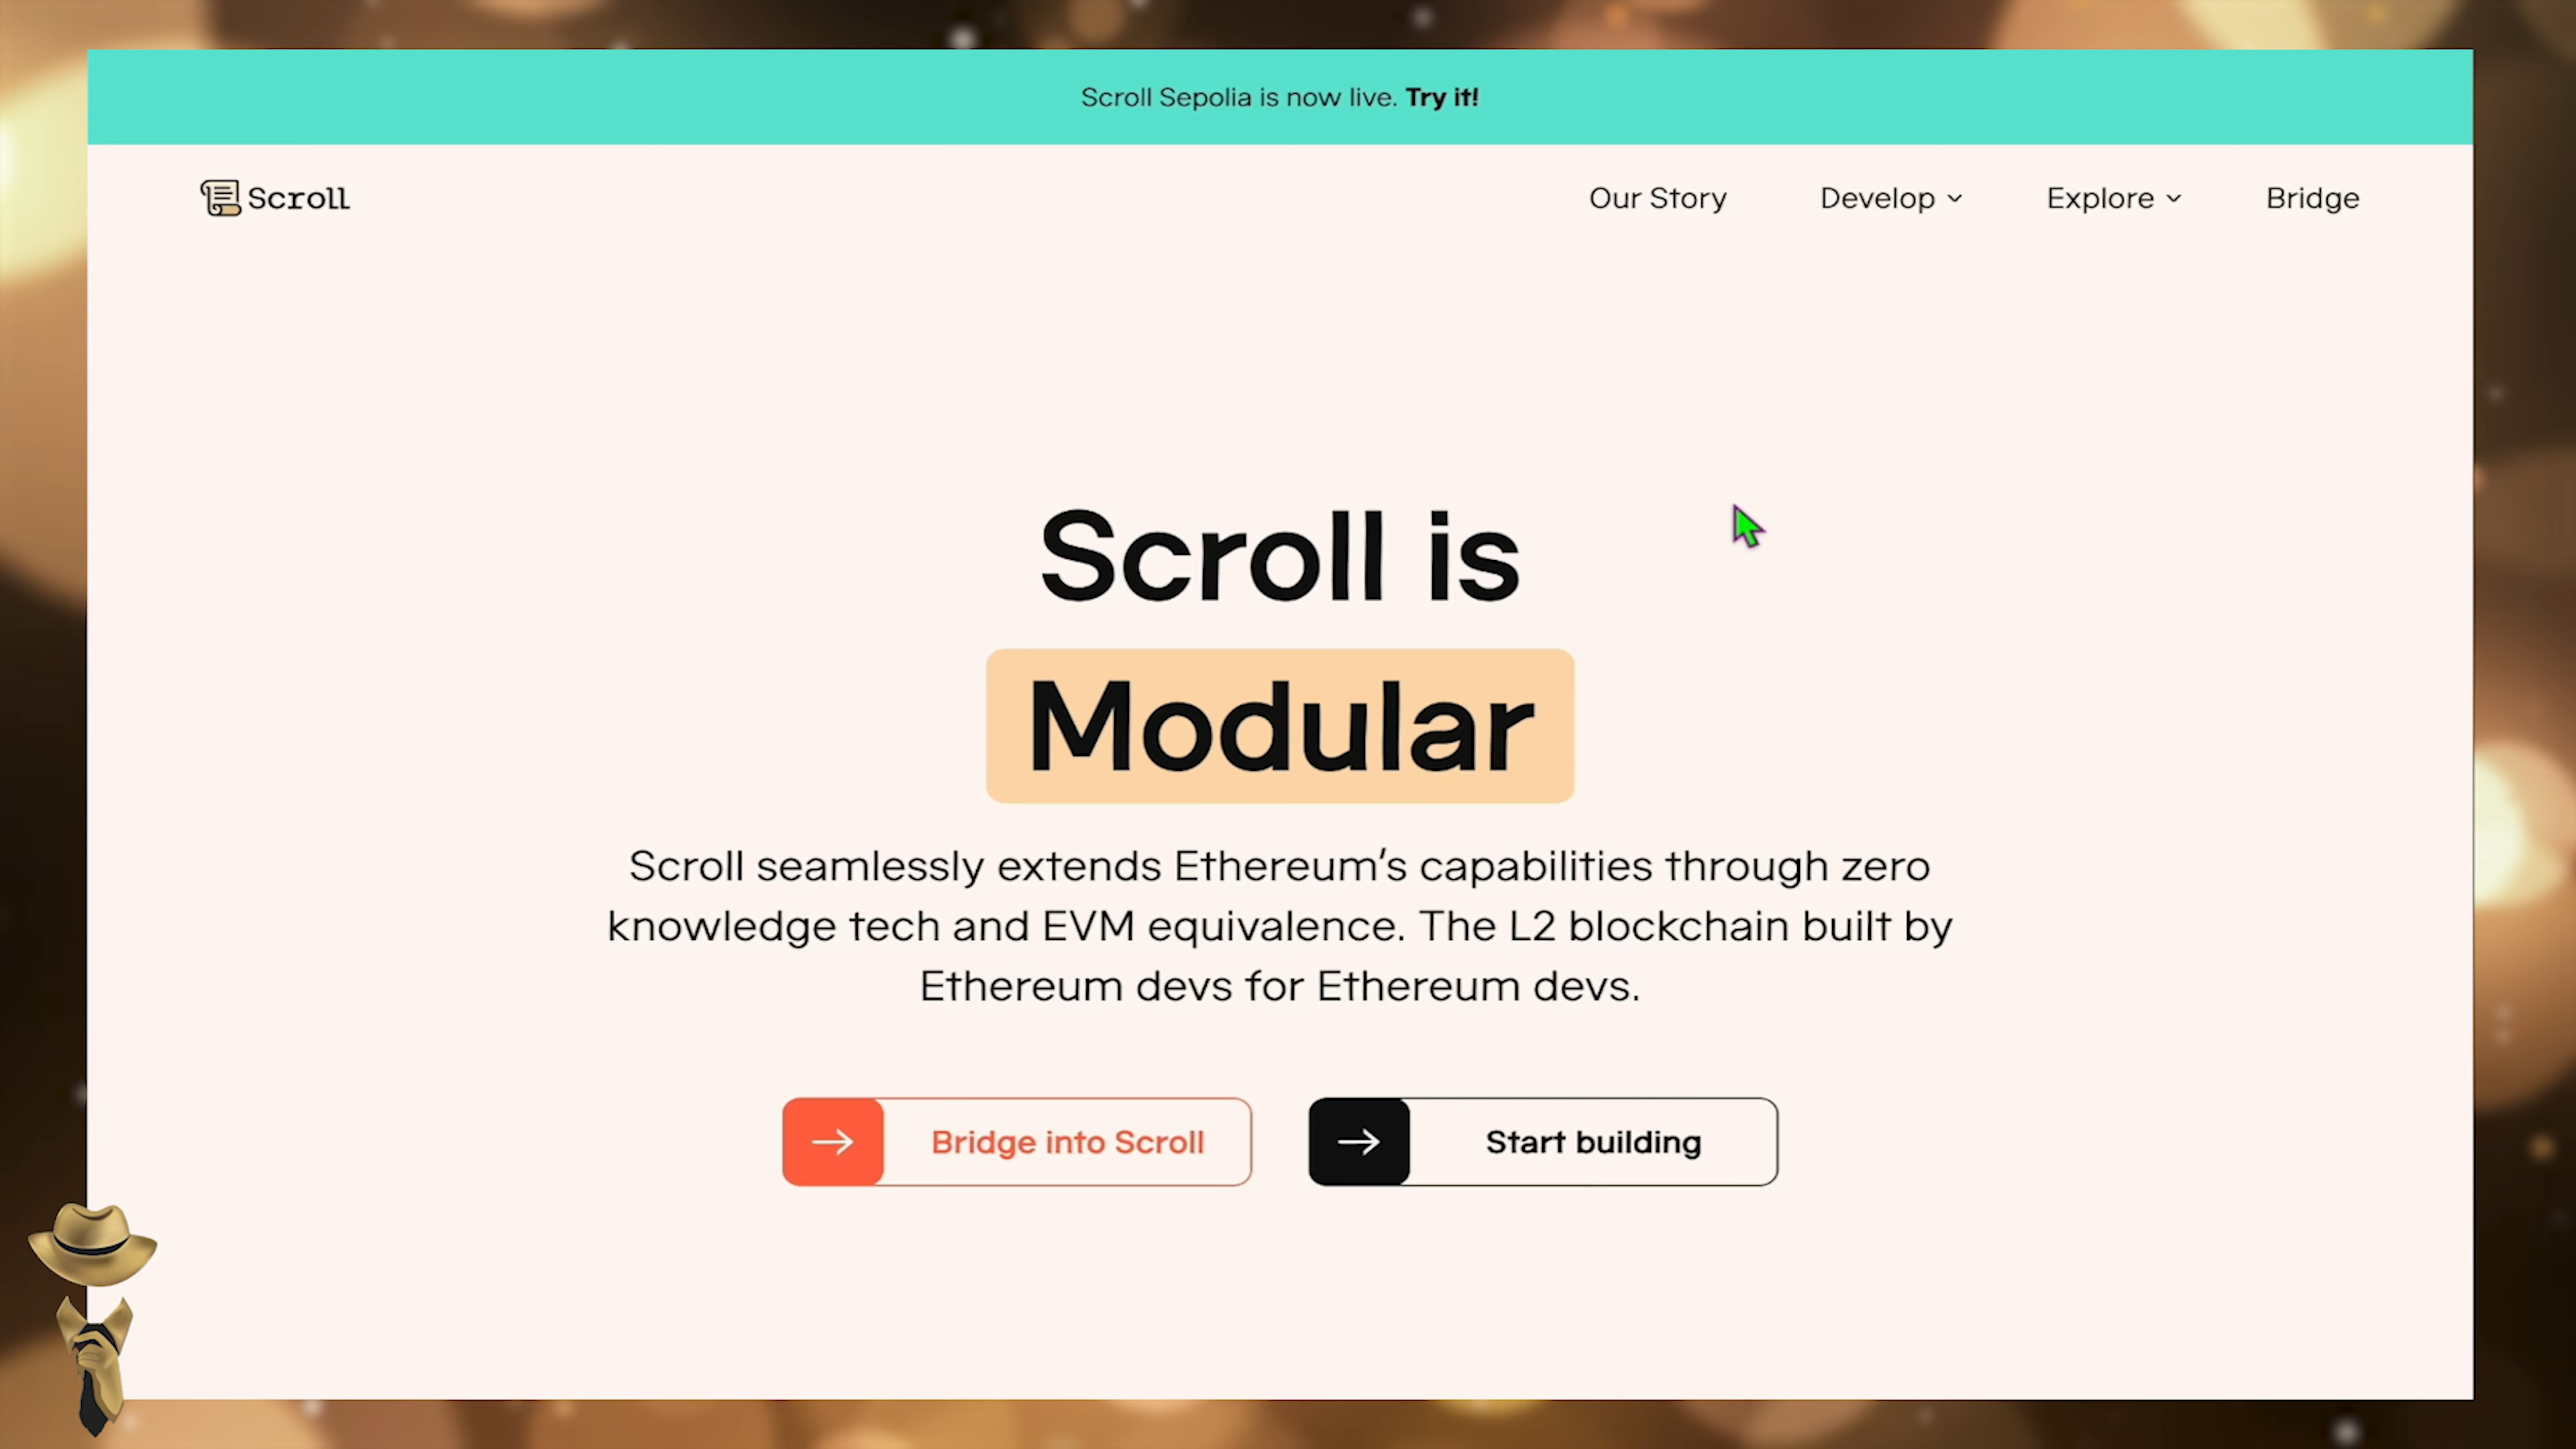 Scroll Sepolia is now live. Try it!
Scroll
Our Story
Develop
Explore
Bridge
Scroll is
Modular
Scroll seamlessly extends Ethereum’s capabilities through zero
knowledge tech and EVM equivalence. The L2 blockchain built by
Ethereum devs for Ethereum devs.
Bridge into Scroll
Start building